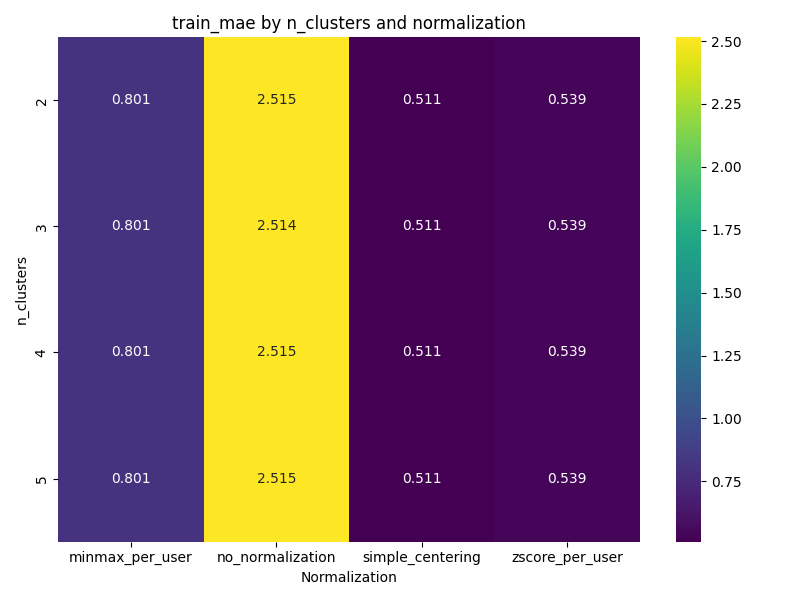 train_mae by n_clusters and normalization
n_clusters
2
0.801 2.515 0.511 0.539
3
0.801 2.514 0.511 0.539
4
0.801 2.515 0.511 0.539
5
0.801 2.515 0.511 0.539
minmax_per_user no_normalization simple_centering zscore_per_user
Normalization
2.50
2.25
2.00
1.75
1.50
1.25
1.00
0.75